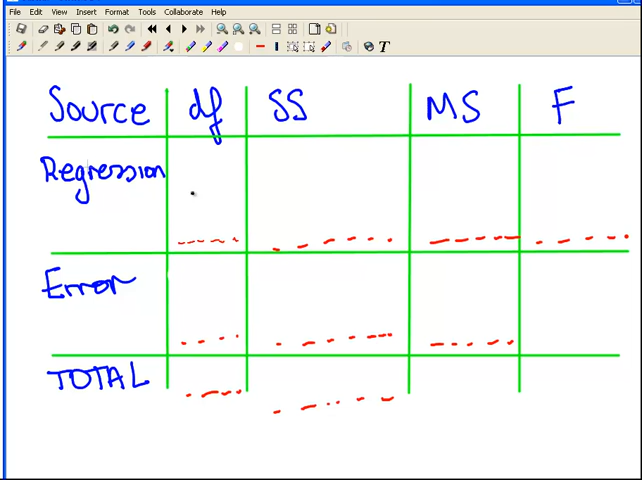 File Edit View Insert Format Tools Collaborate Help
T
Source df SS MS F
Regression
Error
TOTAL